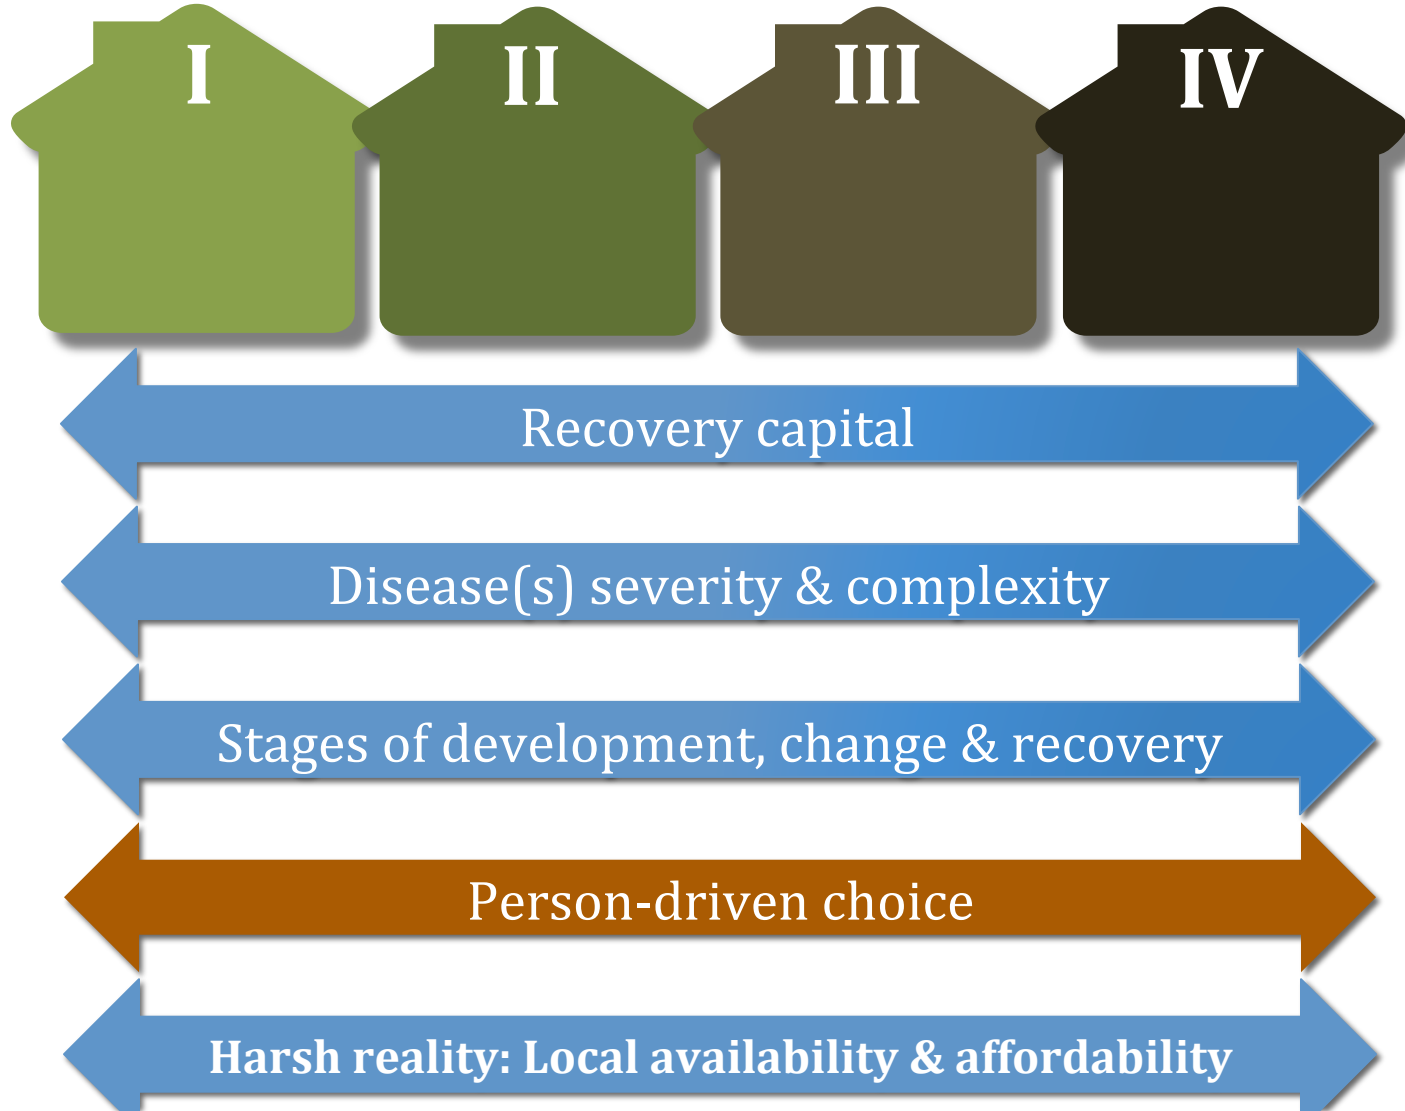 I
II
III
IV
Recovery capital
Disease(s) severity & complexity
Stages of development, change & recovery
Person-driven choice
Harsh reality: Local availability & affordability